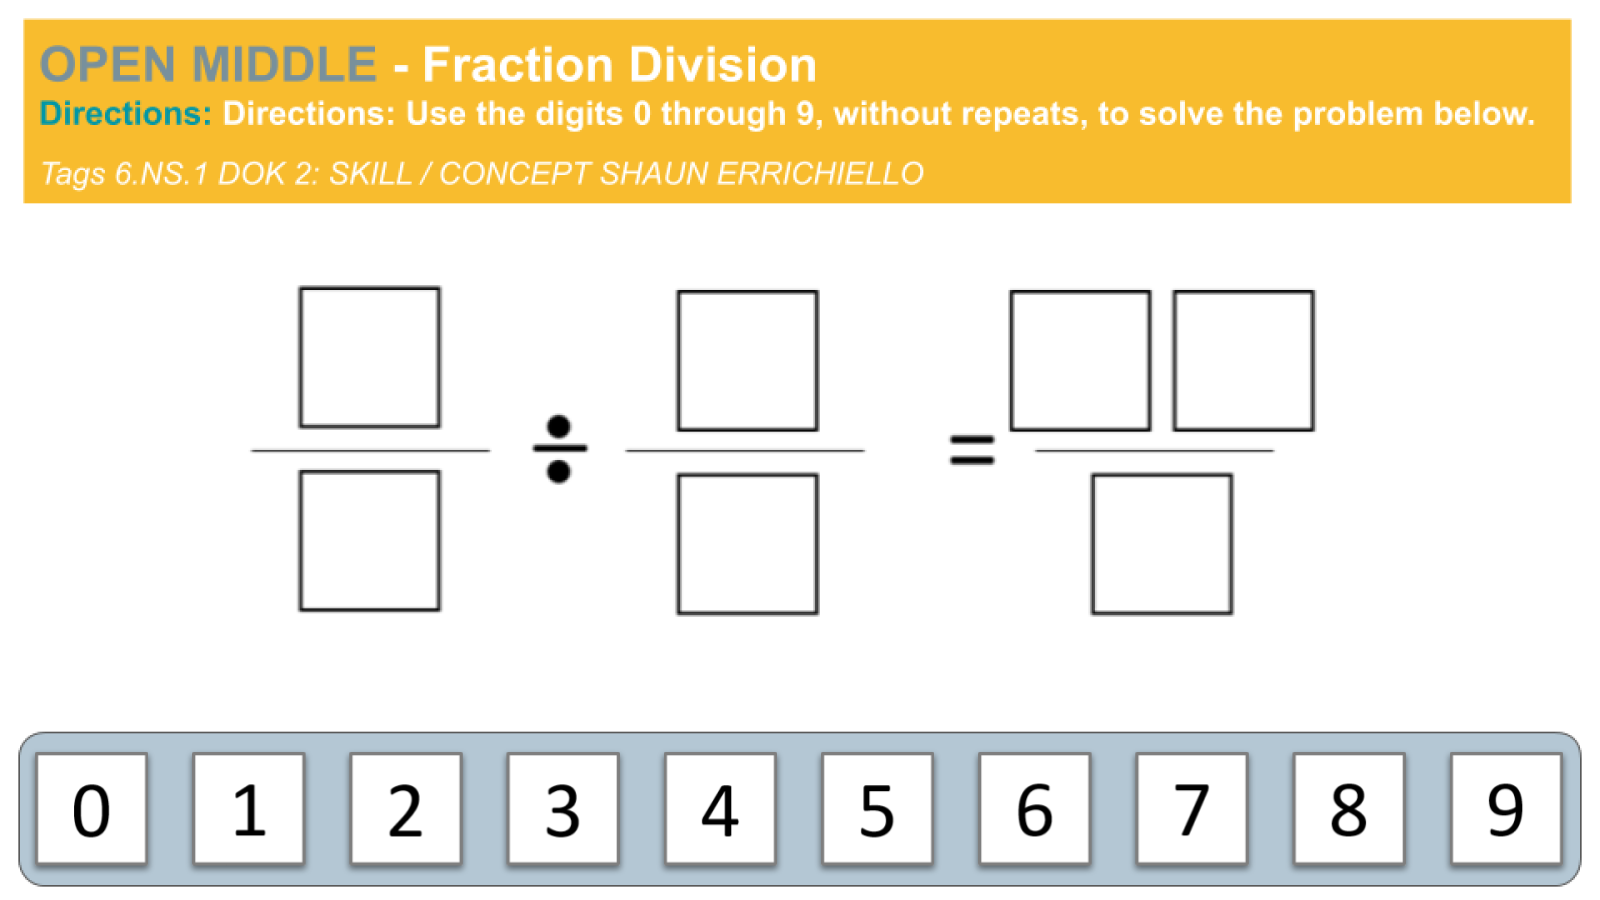 OPEN MIDDLE - Fraction Division
Directions: Directions: Use the digits 0 through 9, without repeats, to solve the problem below.
Tags 6.NS.1 DOK 2: SKILL / CONCEPT SHAUN ERRICHIELLO
÷ =
0 1 2 3 4 5 6 7 8 9